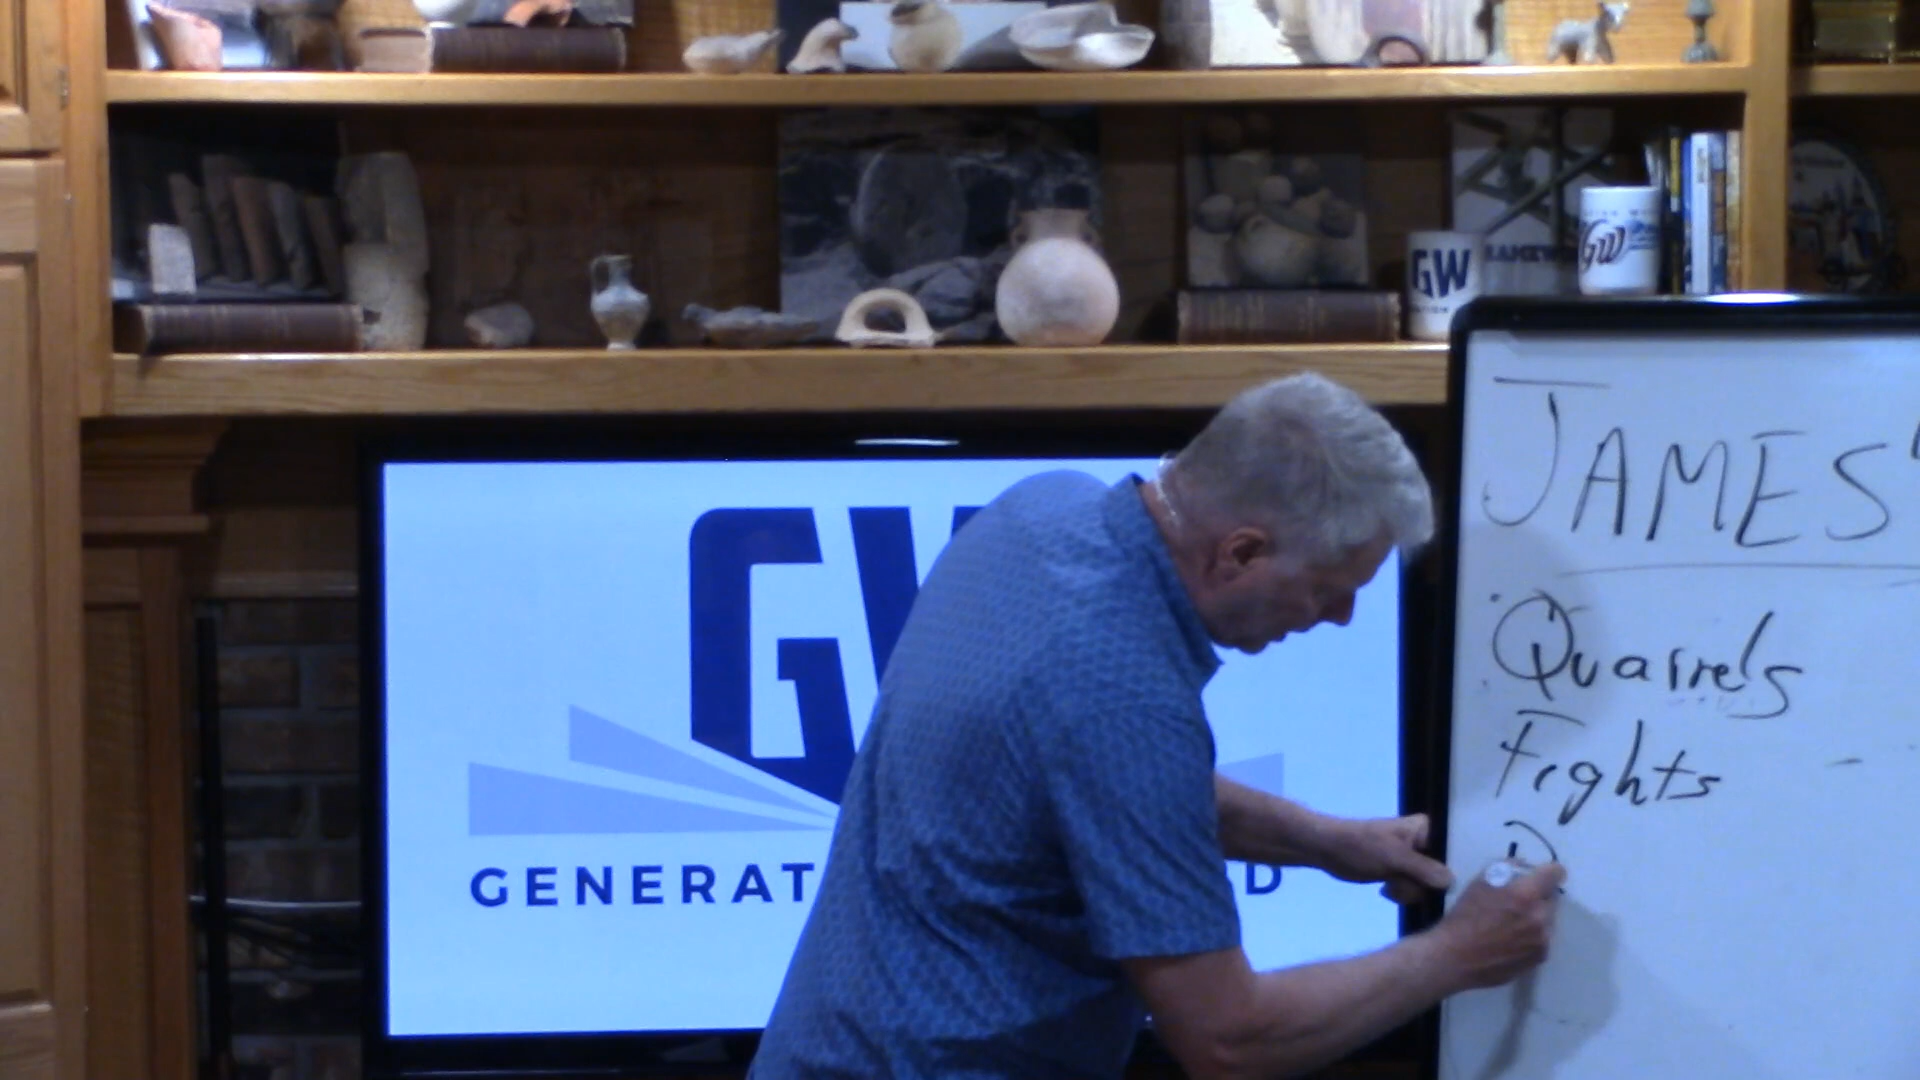 GW
GW
GW
GENERAT D
JAMES
Quarrels
Fights